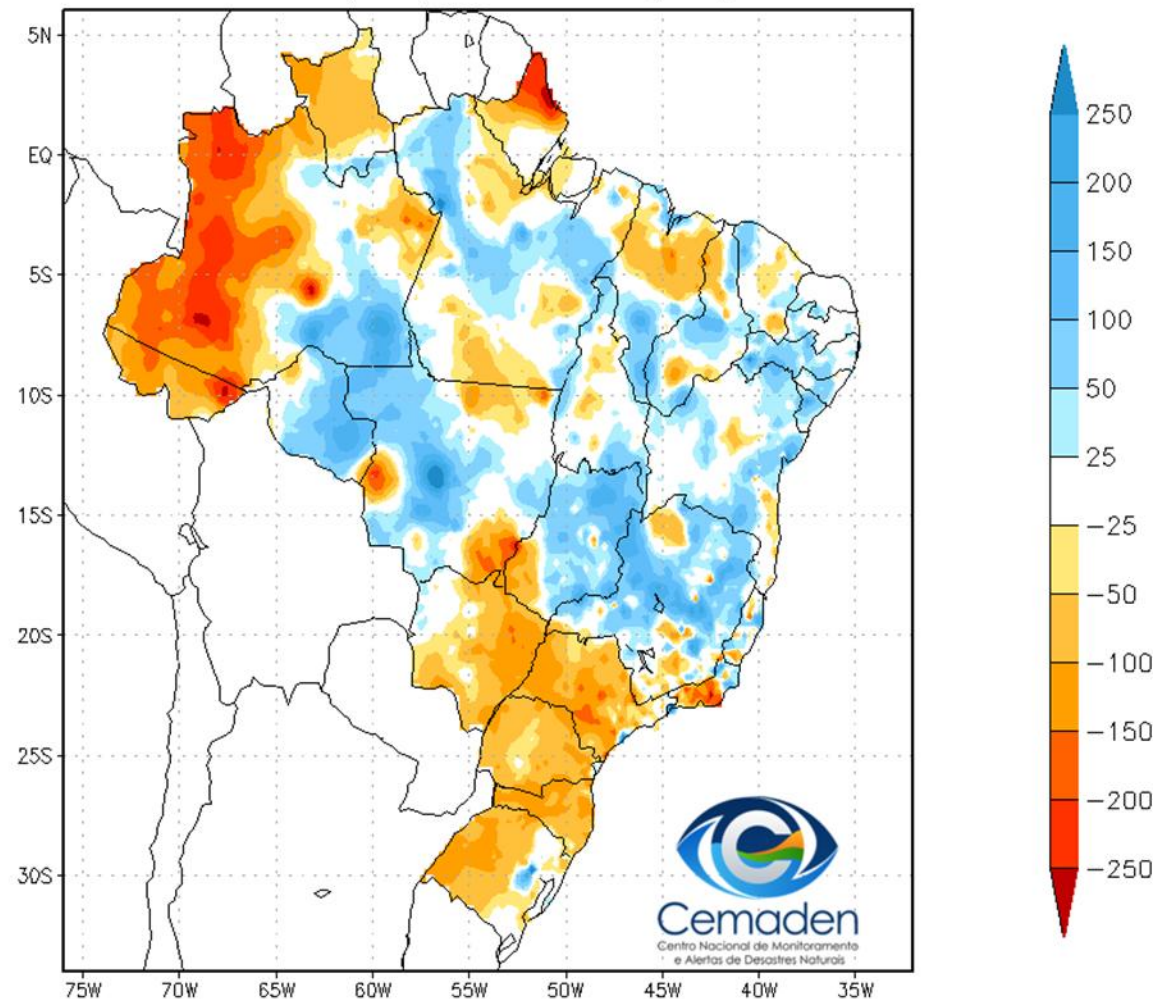 5N
EQ
5S
10S
15S
20S
25S
30S
75W 70W 65W 60W 55W 50W 45W 40W 35W
250
200
150
100
50
25
−25
−50
−100
−150
−200
−250
Cemaden
Centro Nacional de Monitoramento
e Alertas de Desastres Naturais